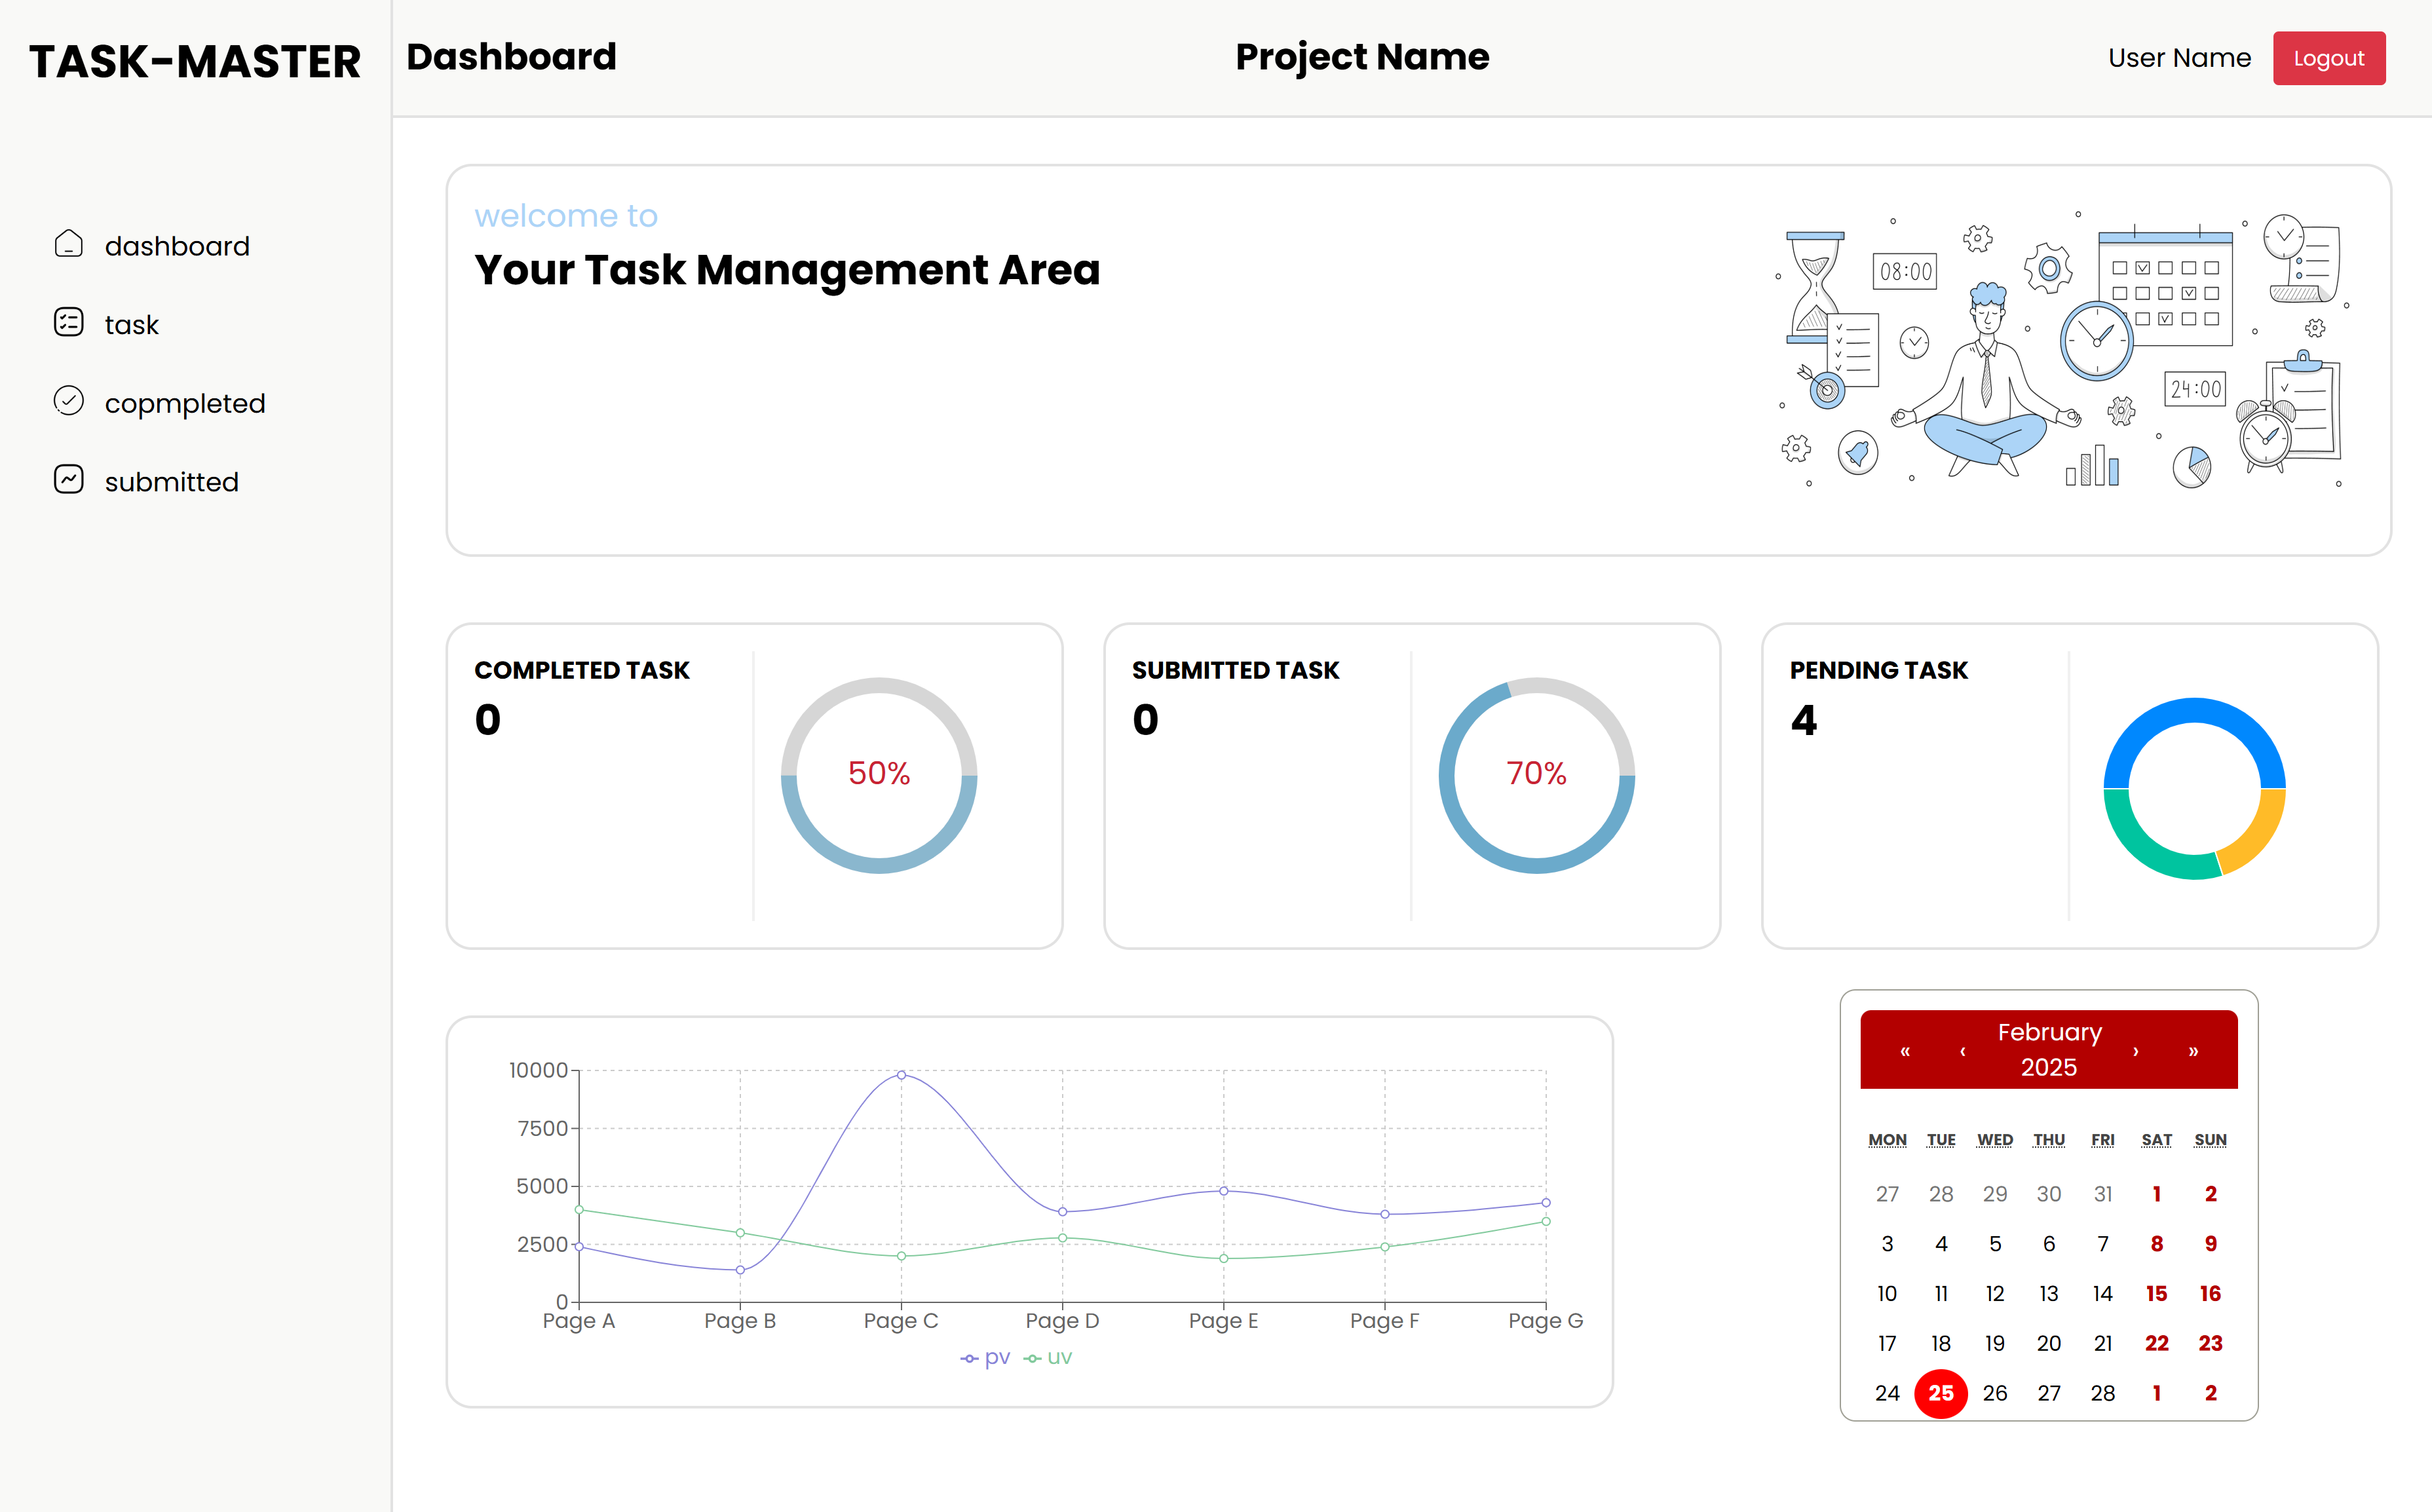 TASK-MASTER
Dashboard
Project Name
User Name
Logout
dashboard
task
copmpleted
submitted
welcome to
Your Task Management Area
08:00
24:00
COMPLETED TASK
0
50%
SUBMITTED TASK
0
70%
PENDING TASK
4
10000
7500
5000
2500
0
Page A Page B Page C Page D Page E Page F Page G
pv uv
« ‹ February 2025 › »
MON TUE WED THU FRI SAT SUN
27 28 29 30 31 1 2
3 4 5 6 7 8 9
10 11 12 13 14 15 16
17 18 19 20 21 22 23
24 25 26 27 28 1 2